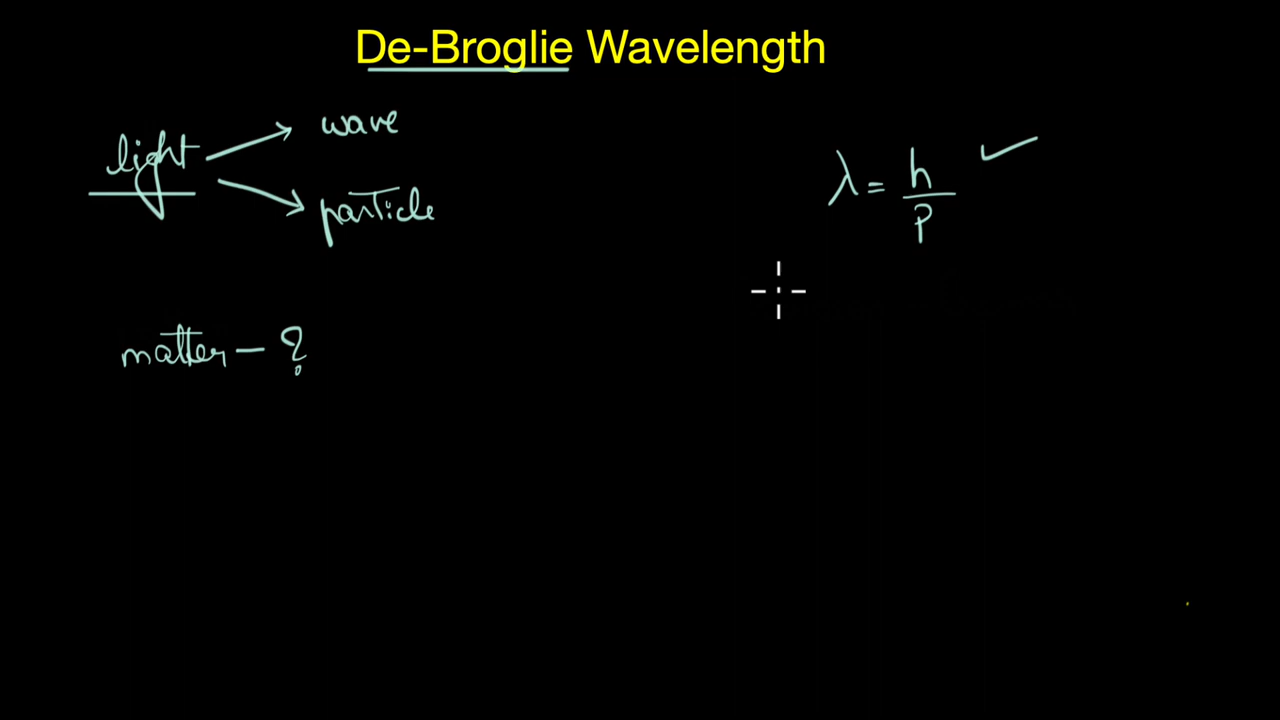 De-Broglie Wavelength
light
wave
particle
λ = h/P
matter - ?